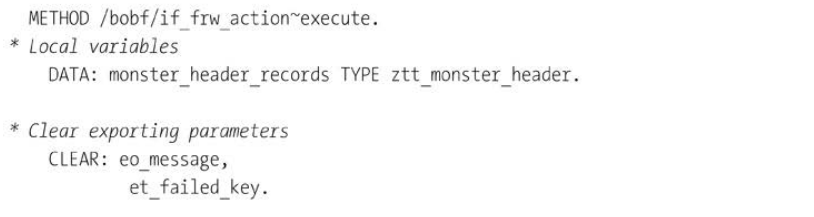 METHOD /bobf/if_frw_action~execute.
* Local variables
DATA: monster_header_records TYPE ztt_monster_header.
* Clear exporting parameters
CLEAR: eo_message,
et_failed_key.